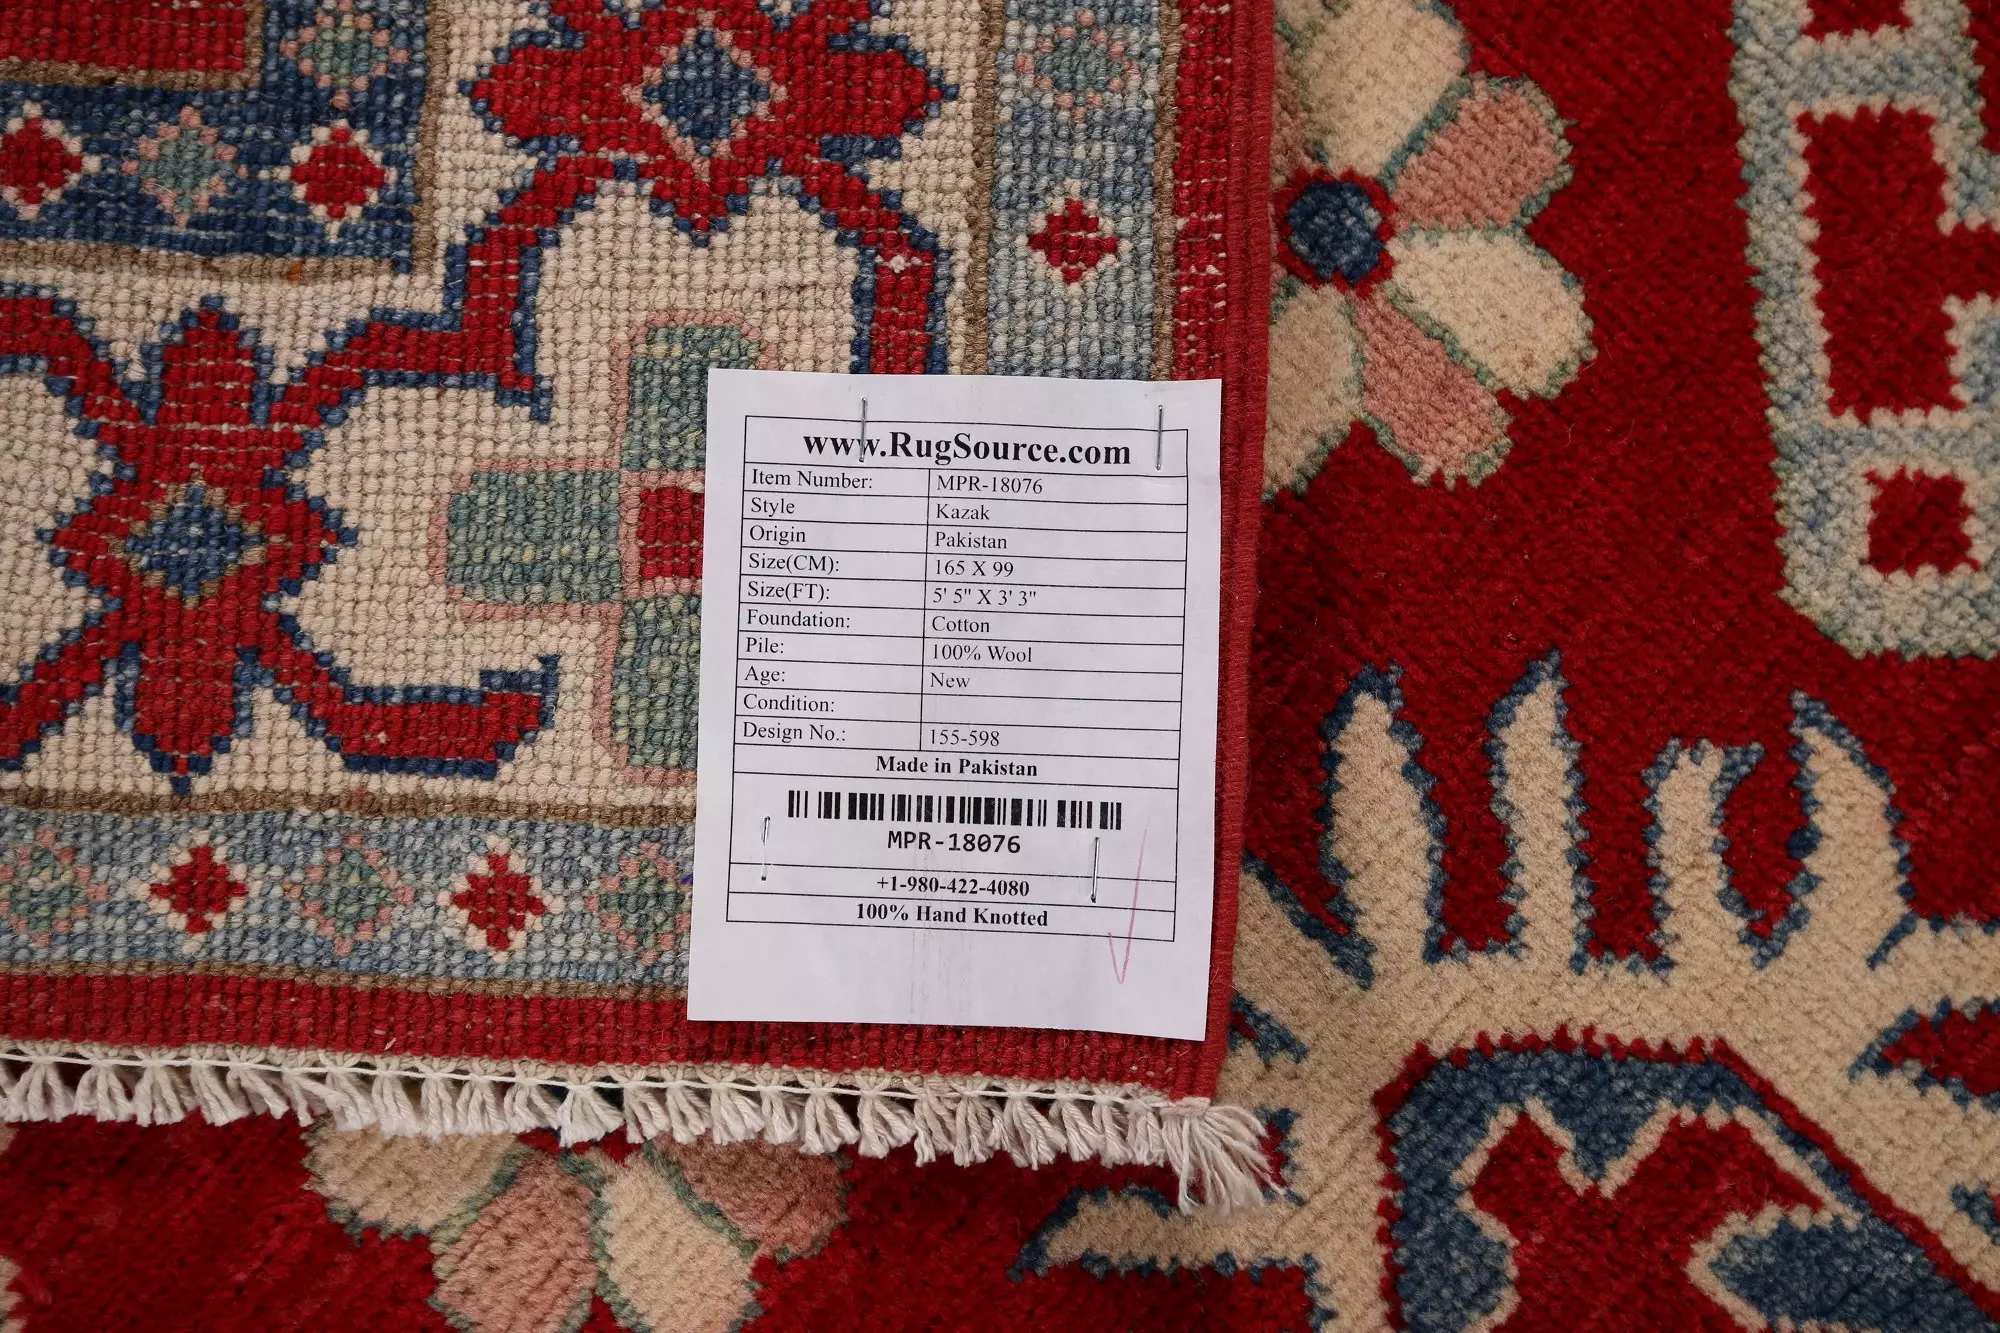 www.RugSource.com
Item Number: MPR-18076
Style Kazak
Origin Pakistan
Size(CM): 165 X 99
Size(FT): 5' 5" X 3' 3"
Foundation: Cotton
Pile: 100% Wool
Age: New
Condition:
Design No.: 155-598
Made in Pakistan
MPR-18076
+1-980-422-4080
100% Hand Knotted